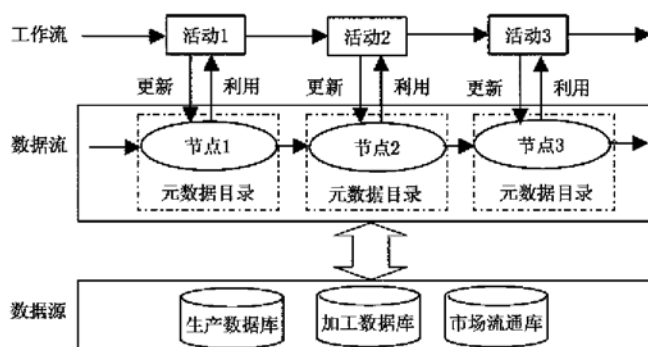 工作流 活动1 活动2 活动3
更新 利用 更新 利用 更新 利用
数据流 节点1 节点2 节点3
元数据目录 元数据目录 元数据目录
数据源 生产数据库 加工数据库 市场流通库